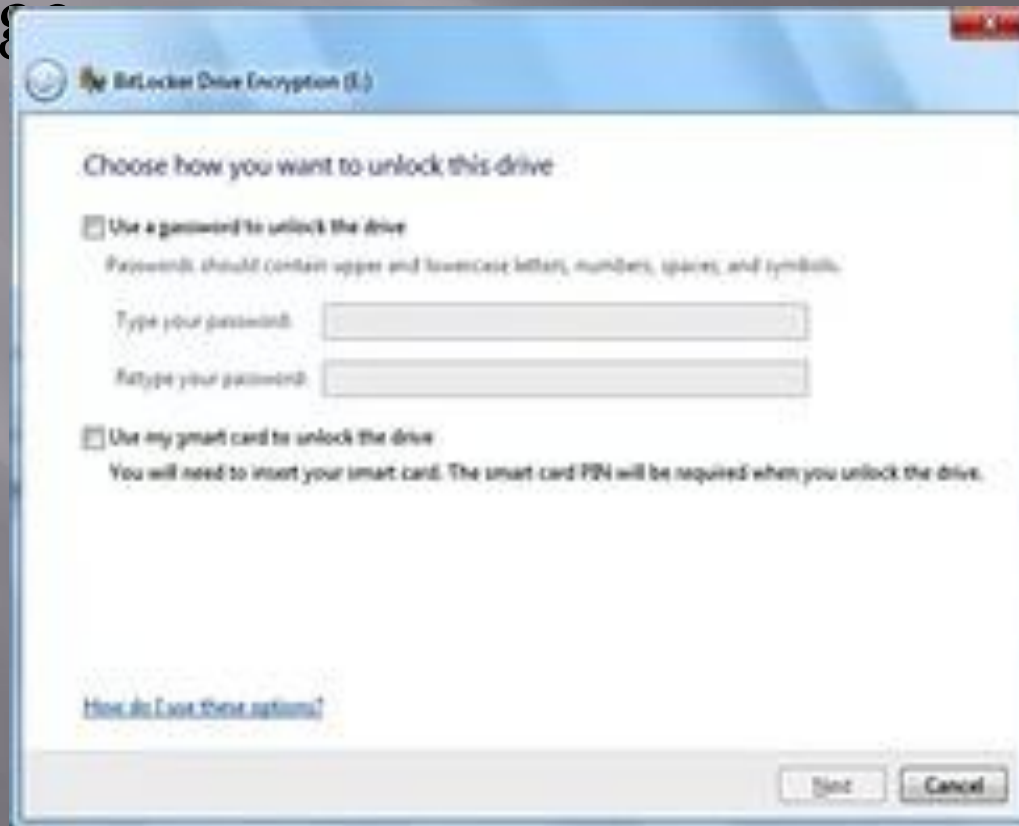 BitLocker Drive Encryption (E:)
Choose how you want to unlock this drive
Use a password to unlock the drive
Passwords should contain upper and lowercase letters, numbers, spaces, and symbols.
Type your password:
Retype your password:
Use my smart card to unlock the drive
You will need to insert your smart card. The smart card PIN will be required when you unlock the drive.
How do I use these options?
Next
Cancel